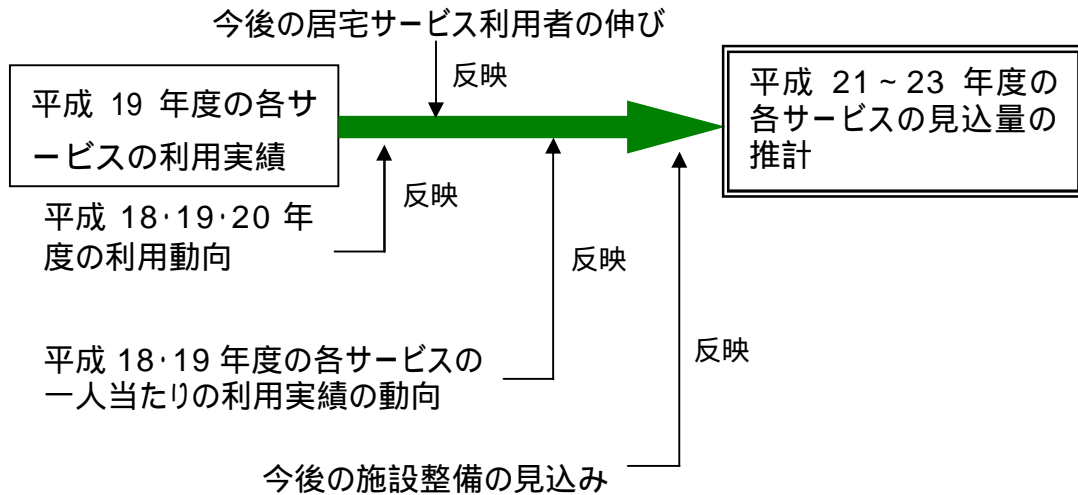 今後の居宅サービス利用者の伸び
反映
平成 19 年度の各サ
ービスの利用実績
平成 21～23 年度の
各サービスの見込量の
推計
平成 18･19･20 年
度の利用動向
反映
反映
平成 18･19 年度の各サービスの
一人当たりの利用実績の動向
反映
今後の施設整備の見込み